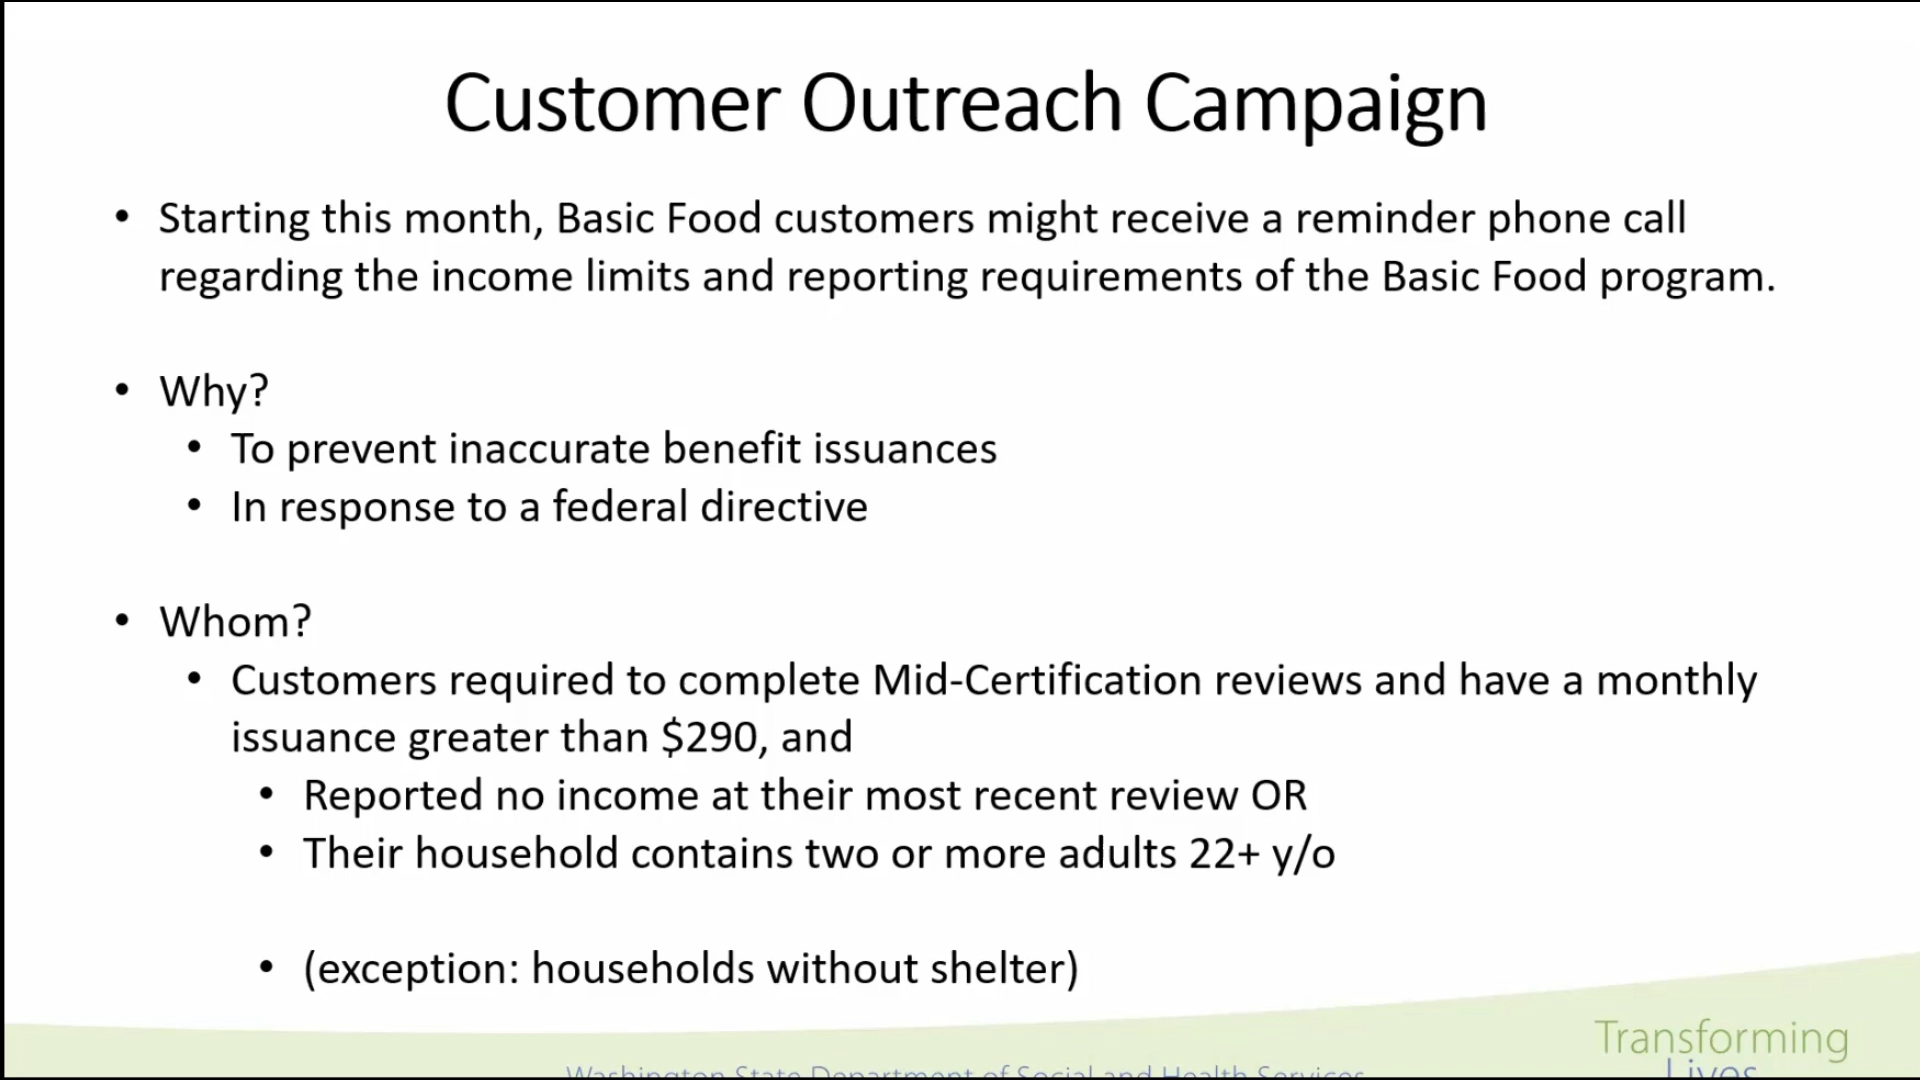 Customer Outreach Campaign
• Starting this month, Basic Food customers might receive a reminder phone call
regarding the income limits and reporting requirements of the Basic Food program.
• Why?
• To prevent inaccurate benefit issuances
• In response to a federal directive
• Whom?
• Customers required to complete Mid-Certification reviews and have a monthly
issuance greater than $290, and
• Reported no income at their most recent review OR
• Their household contains two or more adults 22+ y/o
• (exception: households without shelter)
Transforming
Lives
Washington State Department of Social and Health Services